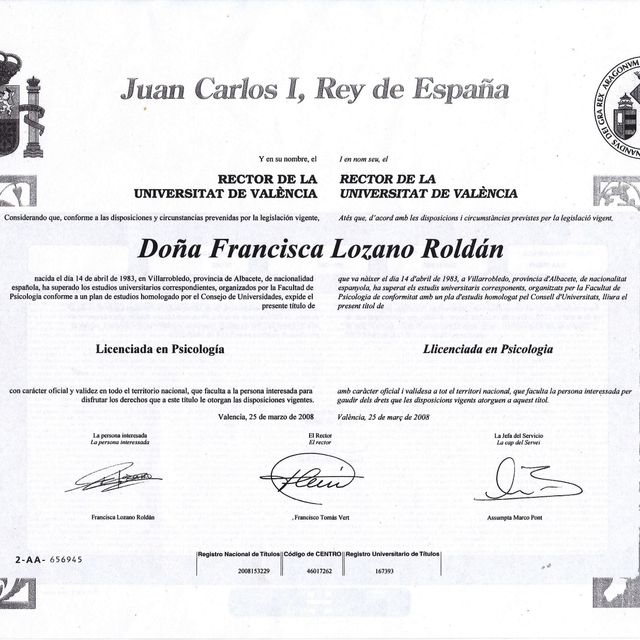 Juan Carlos I, Rey de España
Y en su nombre, el
RECTOR DE LA
UNIVERSITAT DE VALÈNCIA
I en nom seu, el
RECTOR DE LA
UNIVERSITAT DE VALÈNCIA
Considerando que, conforme a las disposiciones y circunstancias prevenidas por la legislación vigente,
Atés que, d'acord amb les disposicions i circumstàncies previstes per la legislació vigent,
Doña Francisca Lozano Roldán
nacida el día 14 de abril de 1983, en Villarrobledo, provincia de Albacete, de nacionalidad
española, ha superado los estudios universitarios correspondientes, organizados por la Facultad de
Psicología conforme a un plan de estudios homologado por el Consejo de Universidades, expide el
presente título de
que va nàixer el dia 14 d'abril de 1983, a Villarrobledo, província d'Albacete, de nacionalitat
espanyola, ha superat els estudis universitaris corresponents, organitzats per la Facultat de
Psicologia de conformitat amb un pla d'estudis homologat pel Consell d'Universitats, lliura el
present títol de
Licenciada en Psicología
Llicenciada en Psicologia
con carácter oficial y validez en todo el territorio nacional, que faculta a la persona interesada para
disfrutar los derechos que a este título le otorgan las disposiciones vigentes.
amb caràcter oficial i validesa a tot el territori nacional, que faculta la persona interessada per
gaudir dels drets que les disposicions vigents atorguen a aquest títol.
Valencia, 25 de marzo de 2008
València, 25 de març de 2008
La persona interesada
La persona interessada
El Rector
El rector
La Jefa del Servicio
La cap del Servei
Francisca Lozano Roldán
, Francisco Tomás Vert
Assumpta Marco Pont
2-AA- 656945
Registro Nacional de Títulos
Código de CENTRO
Registro Universitario de Títulos
2008153229
46017262
167393